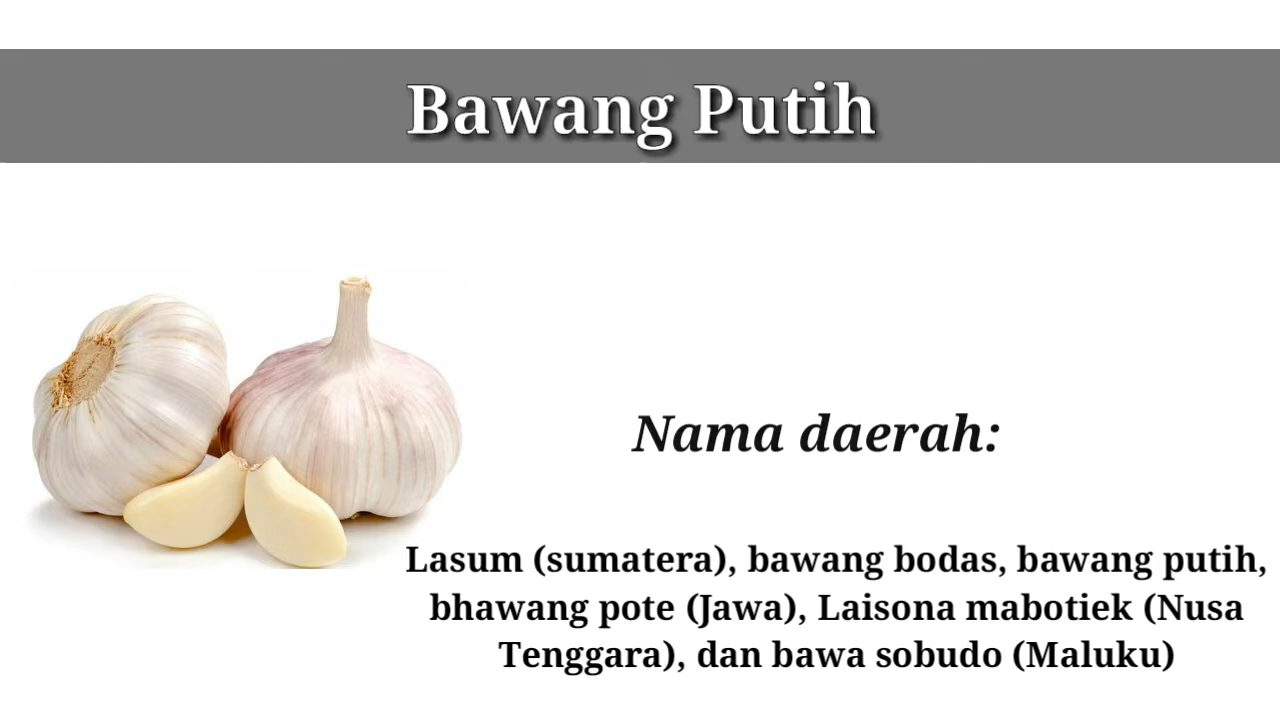 Bawang Putih
Nama daerah:
Lasum (sumatera), bawang bodas, bawang putih,
bhawang pote (Jawa), Laisona mabotiek (Nusa
Tenggara), dan bawa sobudo (Maluku)